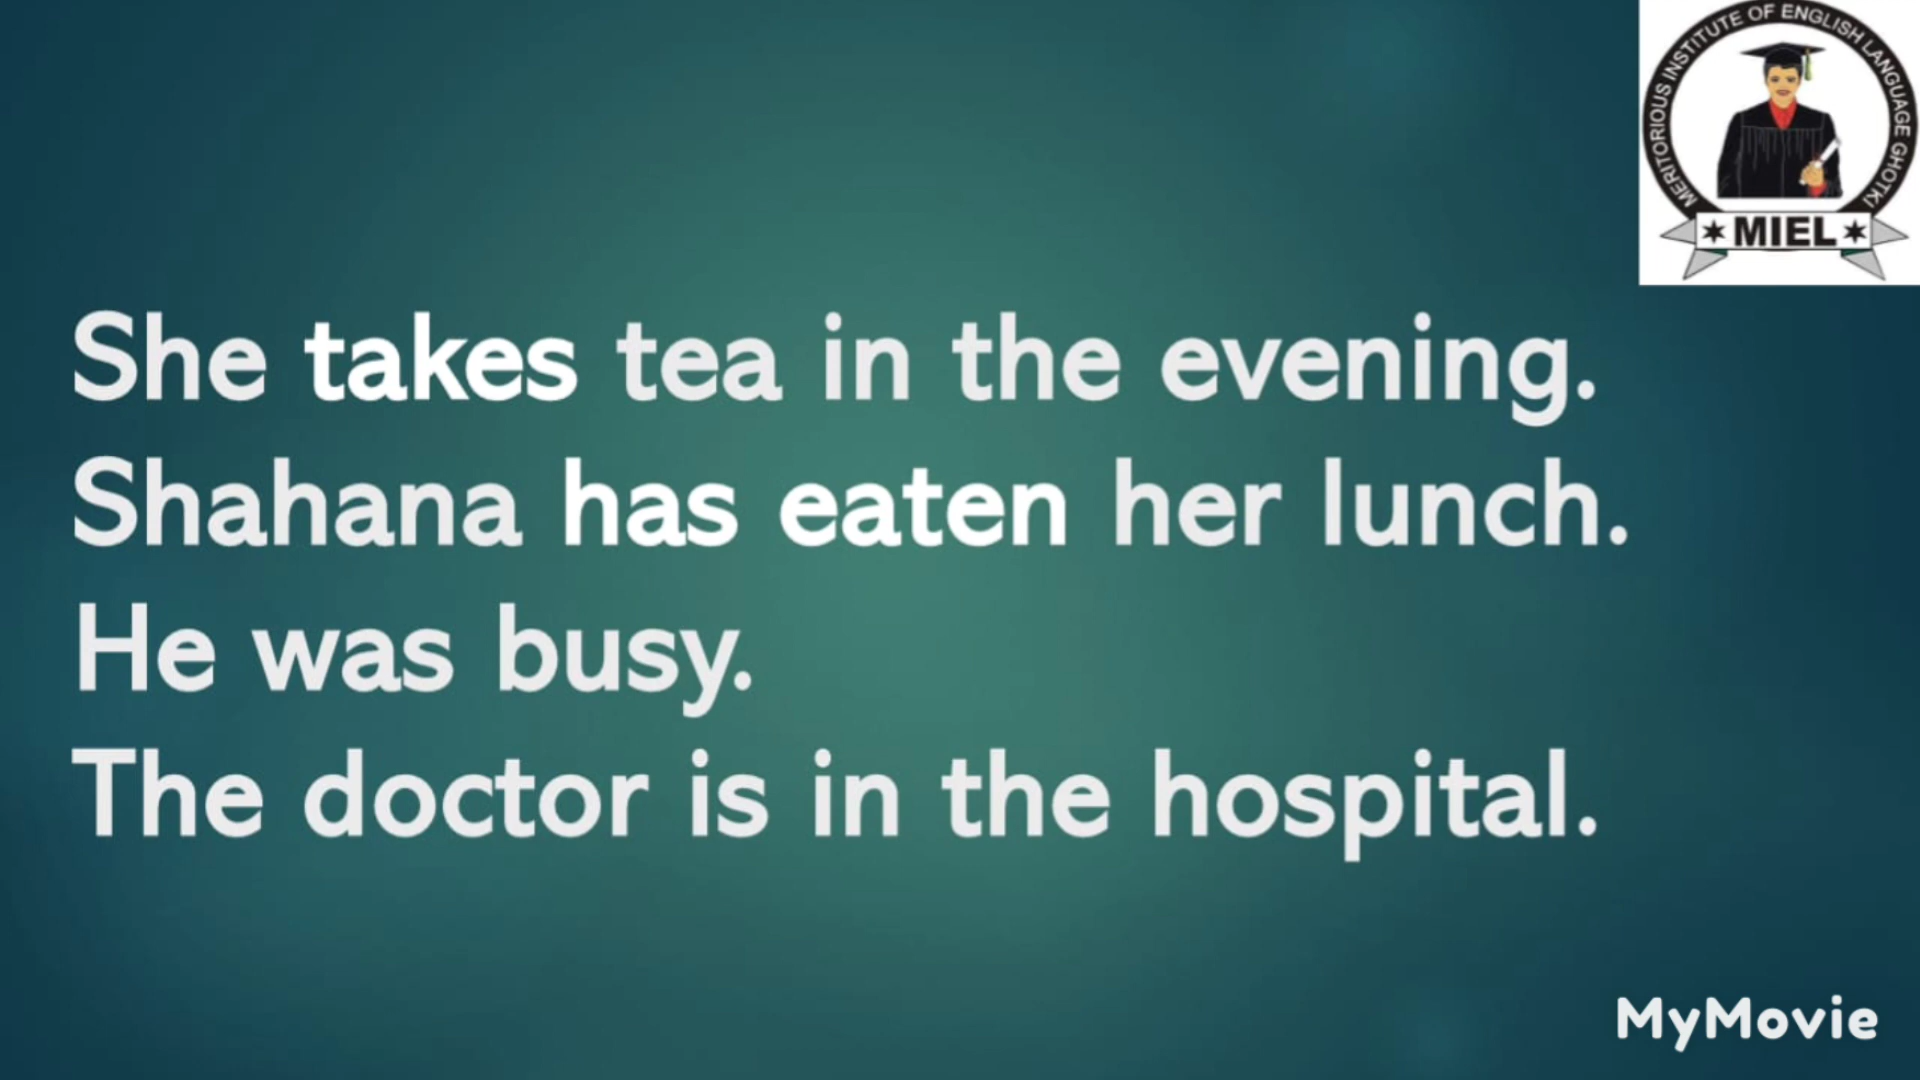 MERITORIOUS INSTITUTE OF ENGLISH LANGUAGE GHOTKI
MIEL
She takes tea in the evening.
Shahana has eaten her lunch.
He was busy.
The doctor is in the hospital.
MyMovie